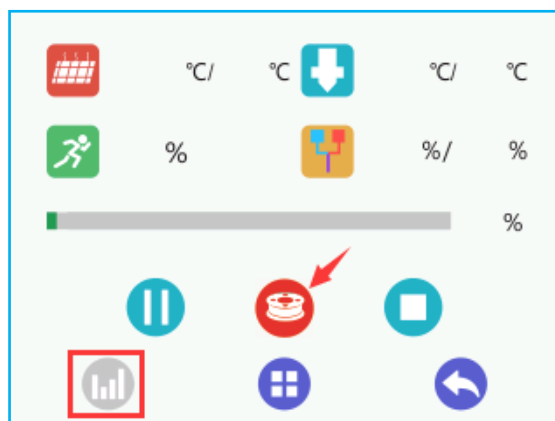 ℃/ ℃ ℃/ ℃
% %/ %
%